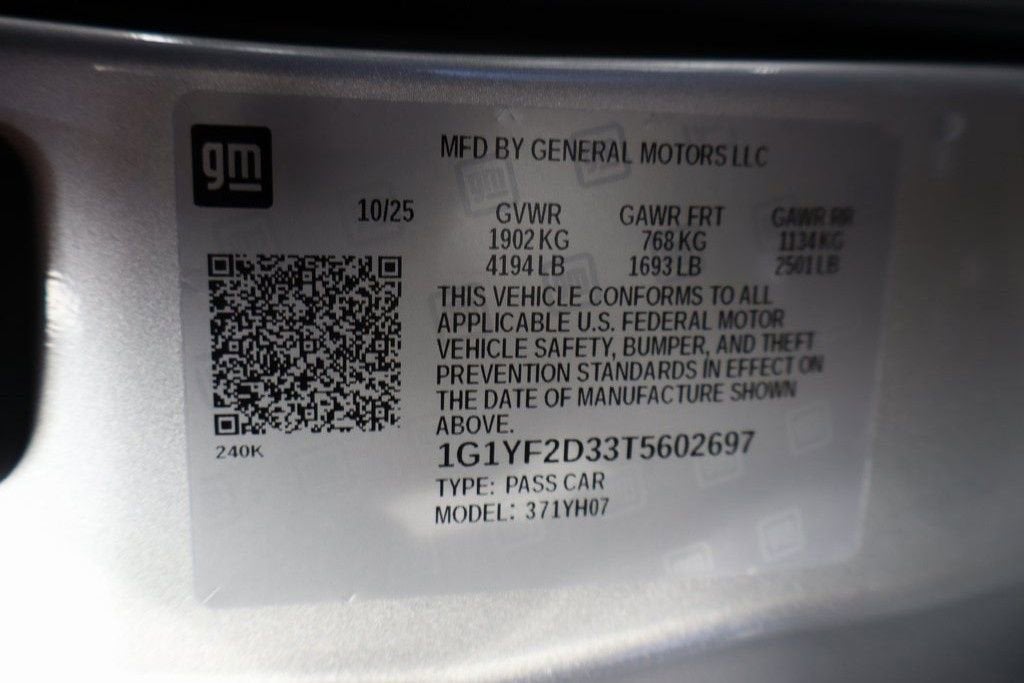 gm
MFD BY GENERAL MOTORS LLC
10/25
GVWR GAWR FRT GAWR RR
1902 KG 768 KG 1134 KG
4194 LB 1693 LB 2501 LB
THIS VEHICLE CONFORMS TO ALL
APPLICABLE U.S. FEDERAL MOTOR
VEHICLE SAFETY, BUMPER, AND THEFT
PREVENTION STANDARDS IN EFFECT ON
THE DATE OF MANUFACTURE SHOWN
ABOVE.
240K
1G1YF2D33T5602697
TYPE: PASS CAR
MODEL: 371YH07